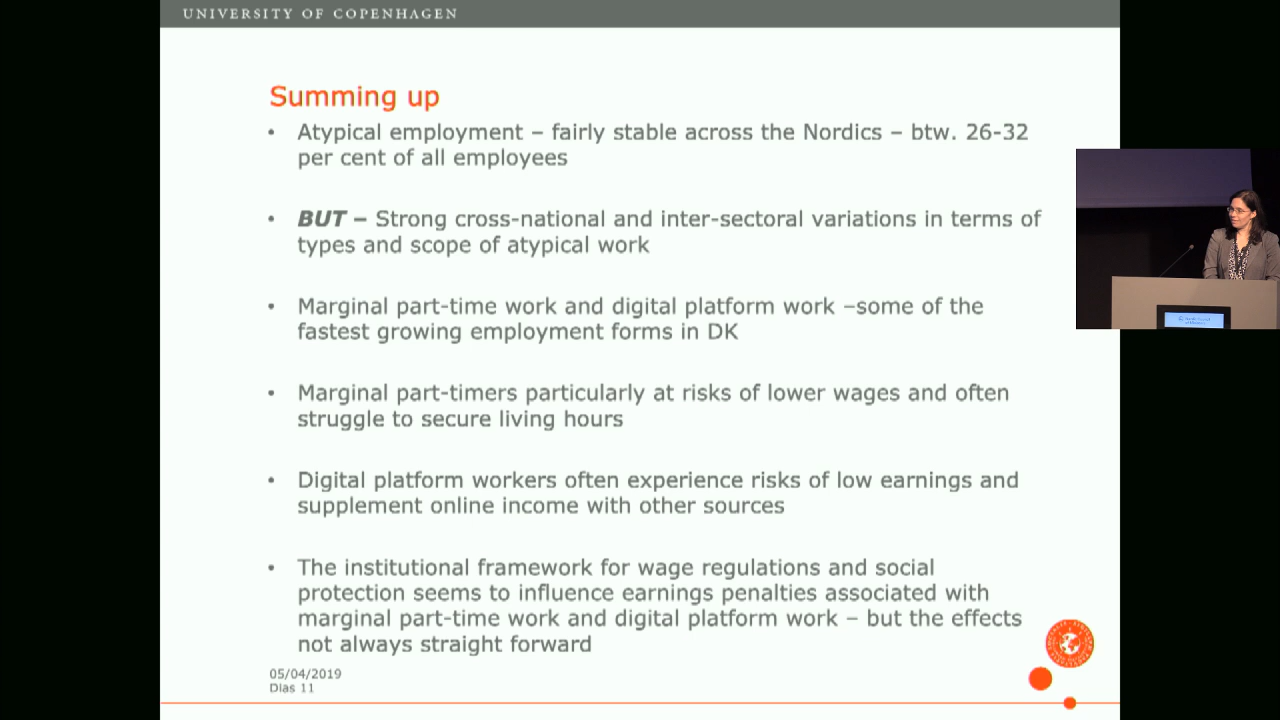 UNIVERSITY OF COPENHAGEN
Summing up
• Atypical employment – fairly stable across the Nordics – btw. 26-32
per cent of all employees
• BUT – Strong cross-national and inter-sectoral variations in terms of
types and scope of atypical work
• Marginal part-time work and digital platform work –some of the
fastest growing employment forms in DK
• Marginal part-timers particularly at risks of lower wages and often
struggle to secure living hours
• Digital platform workers often experience risks of low earnings and
supplement online income with other sources
• The institutional framework for wage regulations and social
protection seems to influence earnings penalties associated with
marginal part-time work and digital platform work – but the effects
not always straight forward
05/04/2019
Dias 11